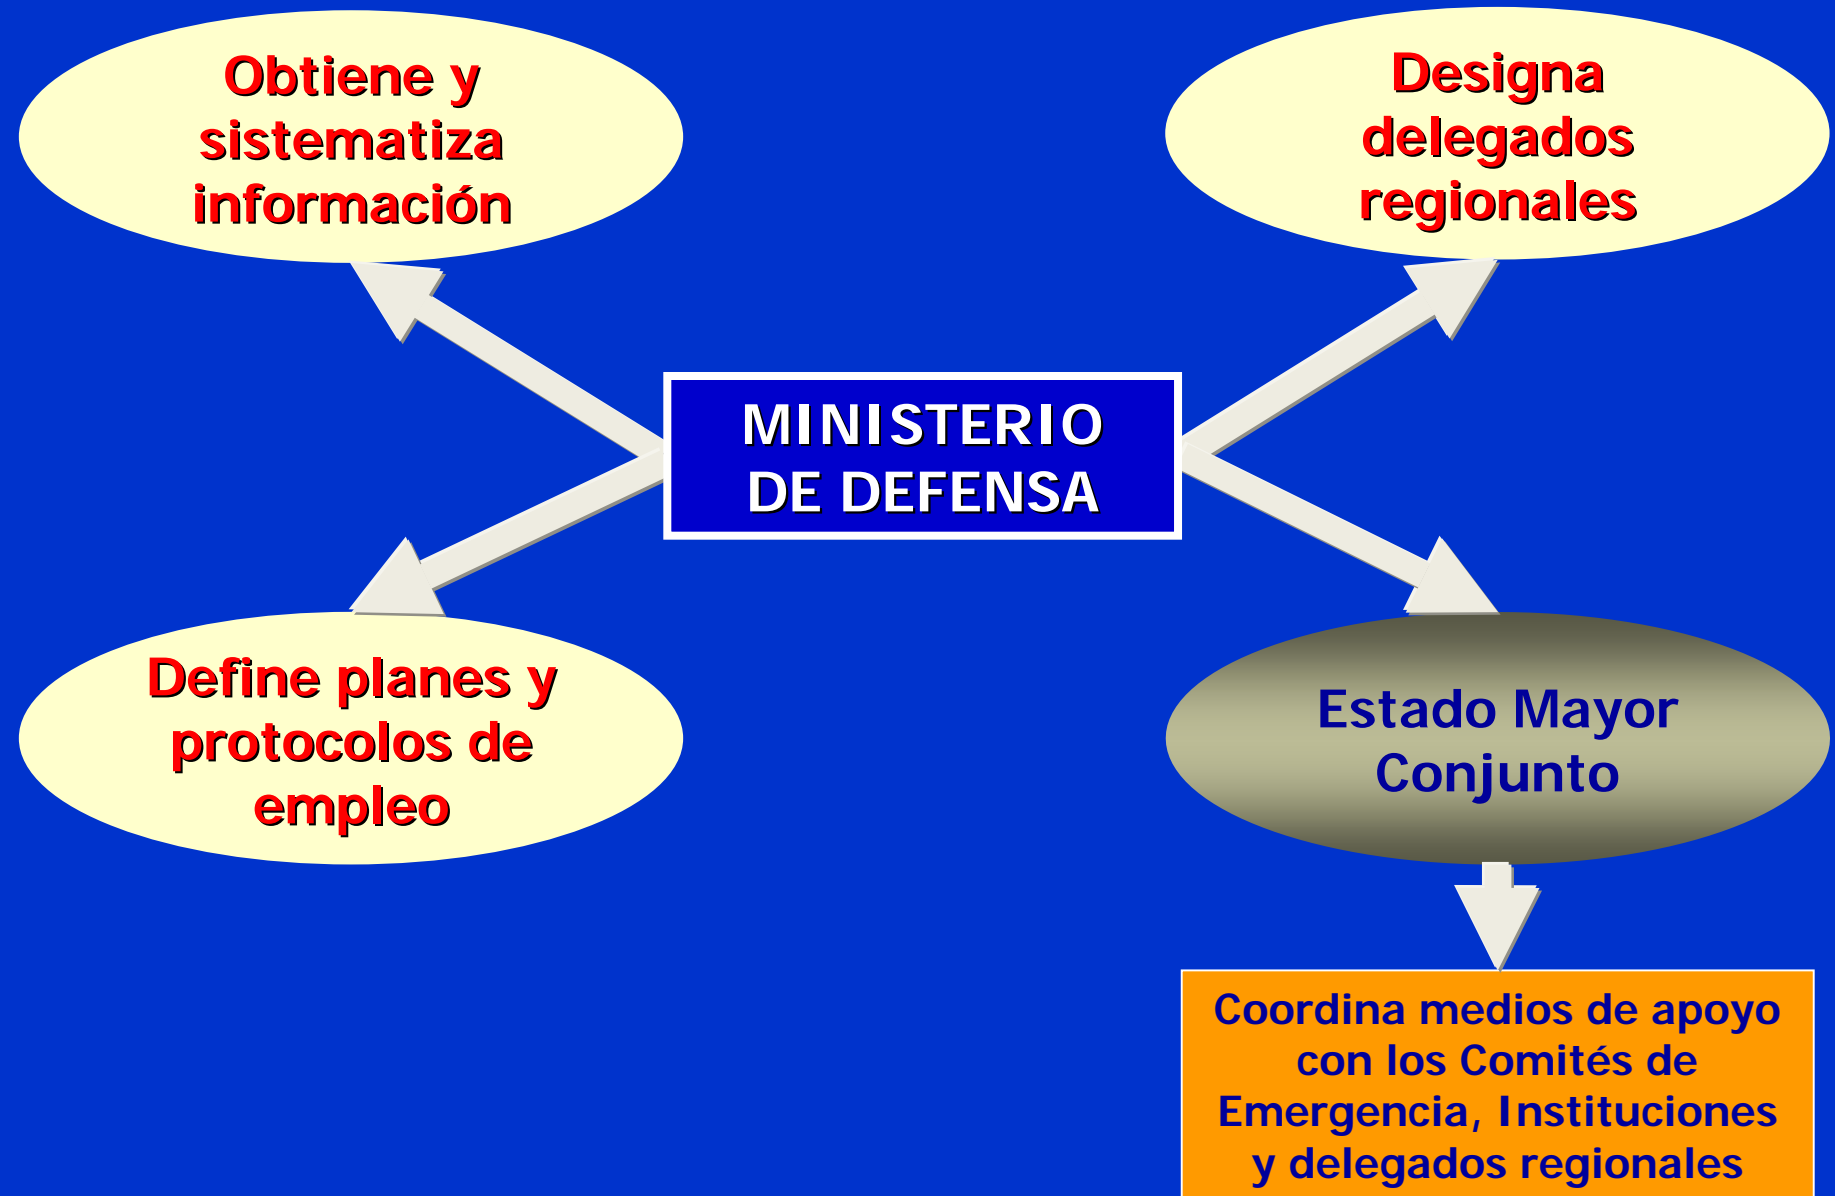 Obtiene y
sistematiza
información
Designa
delegados
regionales
MINISTERIO
DE DEFENSA
Define planes y
protocolos de
empleo
Estado Mayor
Conjunto
Coordina medios de apoyo
con los Comités de
Emergencia, Instituciones
y delegados regionales